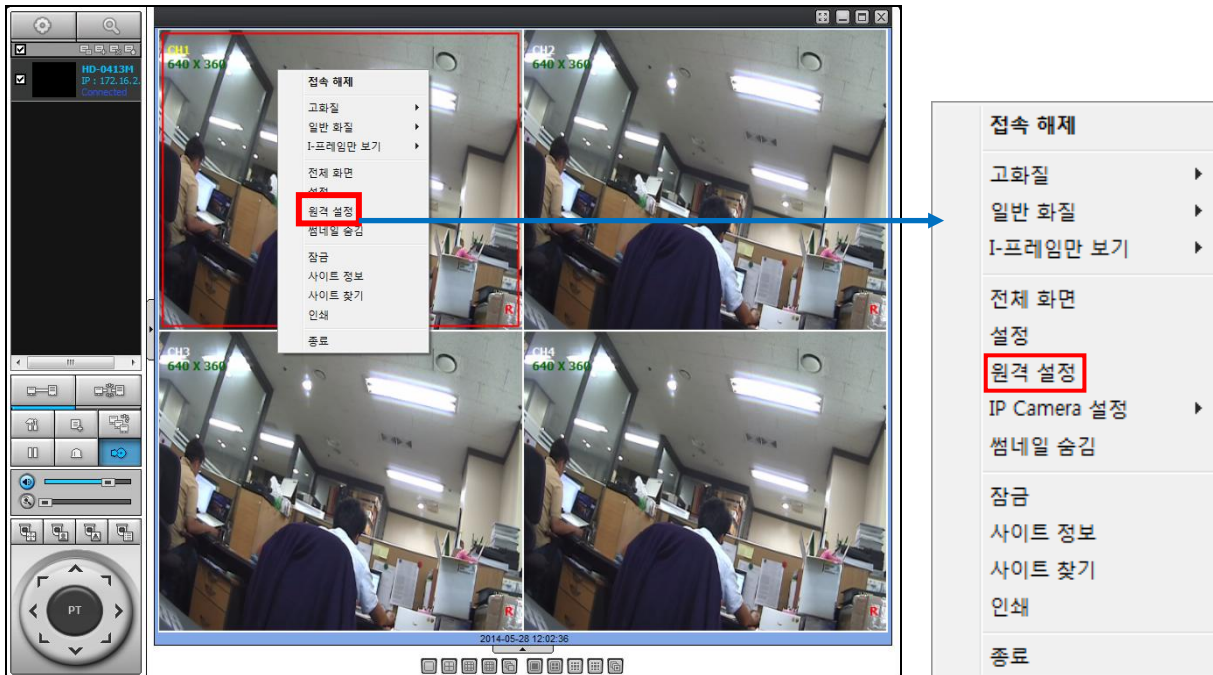 HD-0413M
IP : 172.16.2.
Connected
CH1
640 X 360
CH2
640 X 360
접속 해제
고화질
일반 화질
I-프레임만 보기
전체 화면
설정
원격 설정
썸네일 숨김
잠금
사이트 정보
사이트 찾기
인쇄
종료
R
R
CH3
640 X 360
CH4
640 X 360
R
R
PT
2014-05-28 12:02:36
접속 해제
고화질
일반 화질
I-프레임만 보기
전체 화면
설정
원격 설정
IP Camera 설정
썸네일 숨김
잠금
사이트 정보
사이트 찾기
인쇄
종료